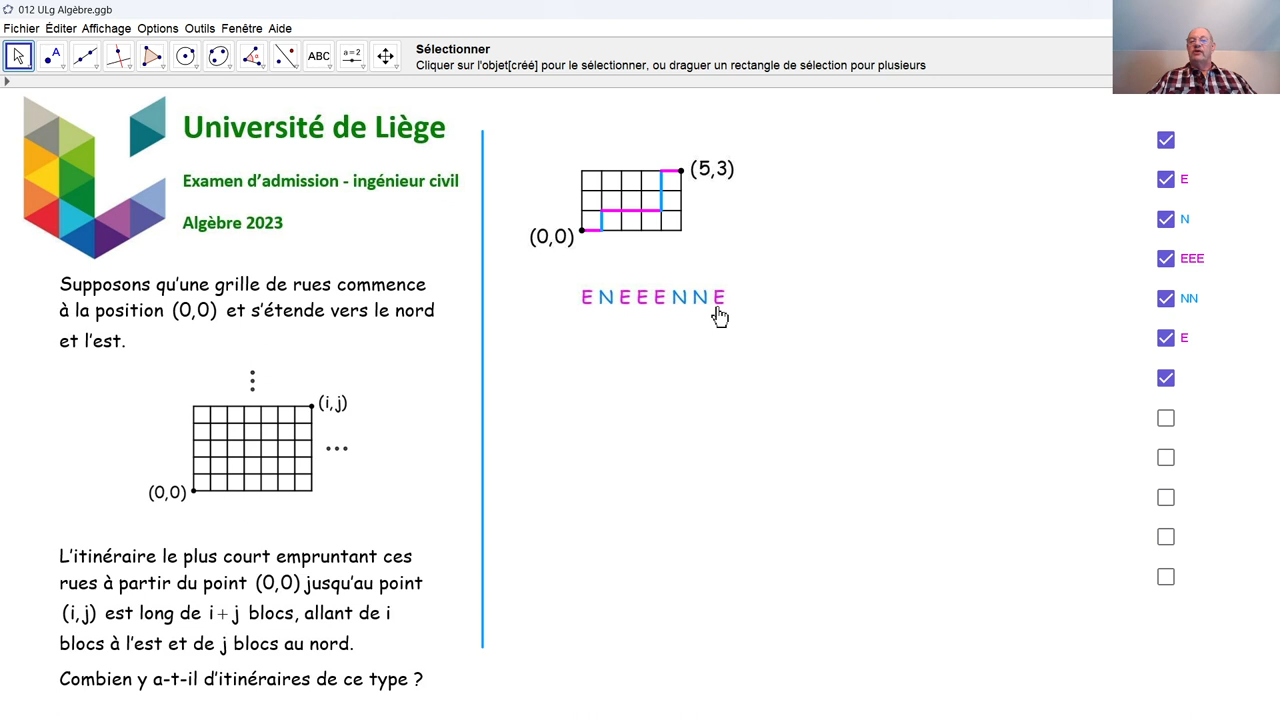 012 ULg Algèbre.ggb
Fichier Éditer Affichage Options Outils Fenêtre Aide
A
ABC
a=2
Sélectionner
Cliquer sur l'objet[créé] pour le sélectionner, ou draguer un rectangle de sélection pour plusieurs
Université de Liège
Examen d'admission - ingénieur civil
Algèbre 2023
Supposons qu'une grille de rues commence
à la position (0,0) et s'étende vers le nord
et l'est.
(i,j)
(0,0)
L'itinéraire le plus court empruntant ces
rues à partir du point (0,0) jusqu'au point
(i,j) est long de i+j blocs, allant de i
blocs à l'est et de j blocs au nord.
Combien y a-t-il d'itinéraires de ce type ?
(5,3)
(0,0)
E N E E E N N E
E
N
EEE
NN
E